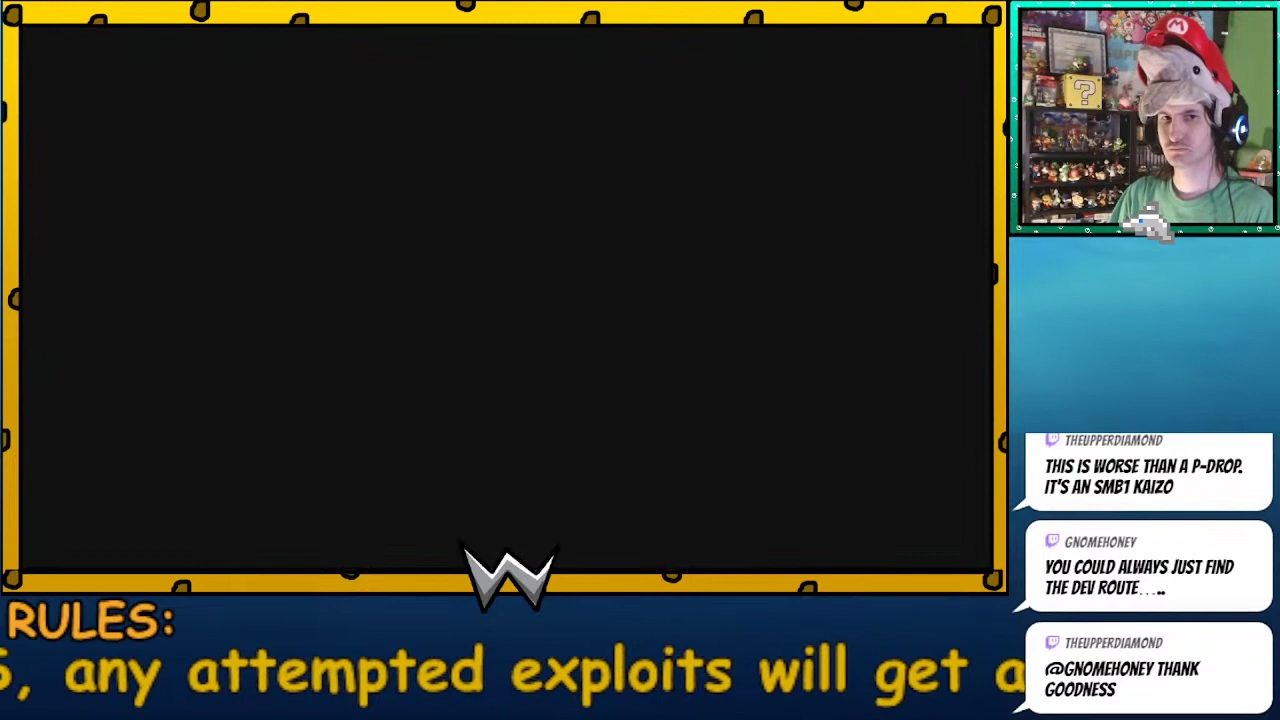 THEUPPERDIAMOND
THIS IS WORSE THAN A P-DROP.
IT'S AN SMB1 KAIZO
GNOMEHONEY
YOU COULD ALWAYS JUST FIND
THE DEV ROUTE.....
THEUPPERDIAMOND
@GNOMEHONEY THANK
GOODNESS
RULES:
, any attempted exploits will get